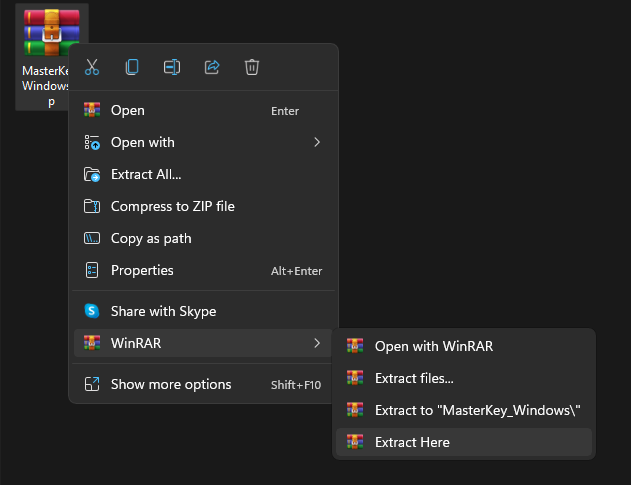 MasterKey
Windows
p
Open Enter
Open with
Extract All...
Compress to ZIP file
Copy as path
Properties Alt+Enter
Share with Skype
WinRAR
Show more options Shift+F10
Open with WinRAR
Extract files...
Extract to "MasterKey_Windows\"
Extract Here